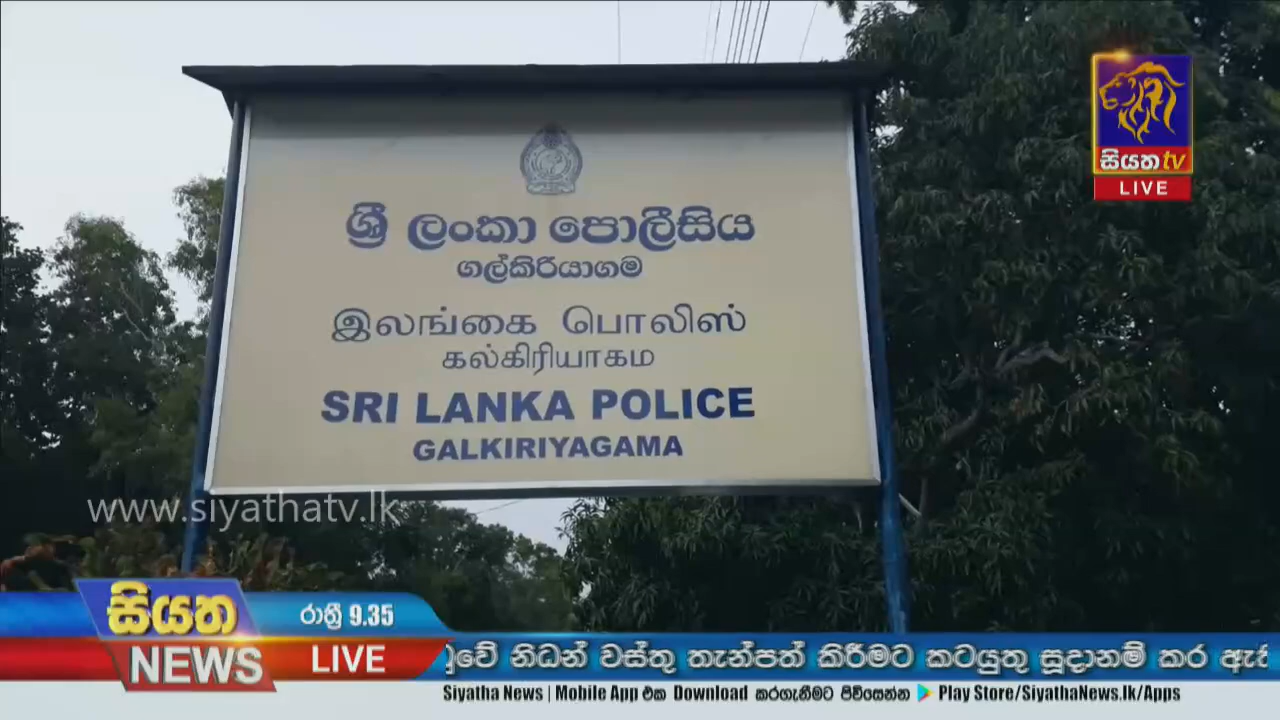 සියත tv
LIVE
ශ්‍රී ලංකා පොලීසිය
ගල්කිරියාගම
இலங்கை பொலிஸ்
கல்கிரியாகம
SRI LANKA POLICE
GALKIRIYAGAMA
www.siyathatv.lk
සියත
NEWS
රාත්‍රී 9.35
LIVE
නිධන් වස්තු තැන්පත් කිරීමට කටයුතු සූදානම් කර
Siyatha News | Mobile App එක Download කරගැනීමට පිවිසෙන්න Play Store/SiyathaNews.lk/Apps